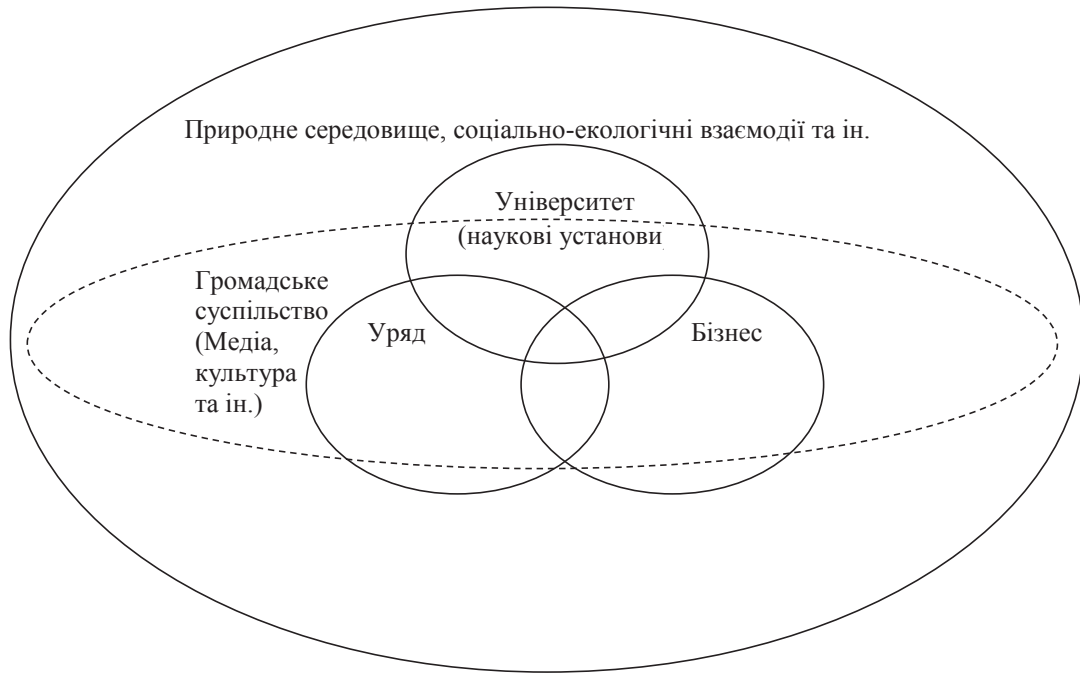 Природне середовище, соціально-екологічні взаємодії та ін.
Університет
(наукові установи
Громадське
суспільство
(Медіа,
культура
та ін.)
Уряд
Бізнес